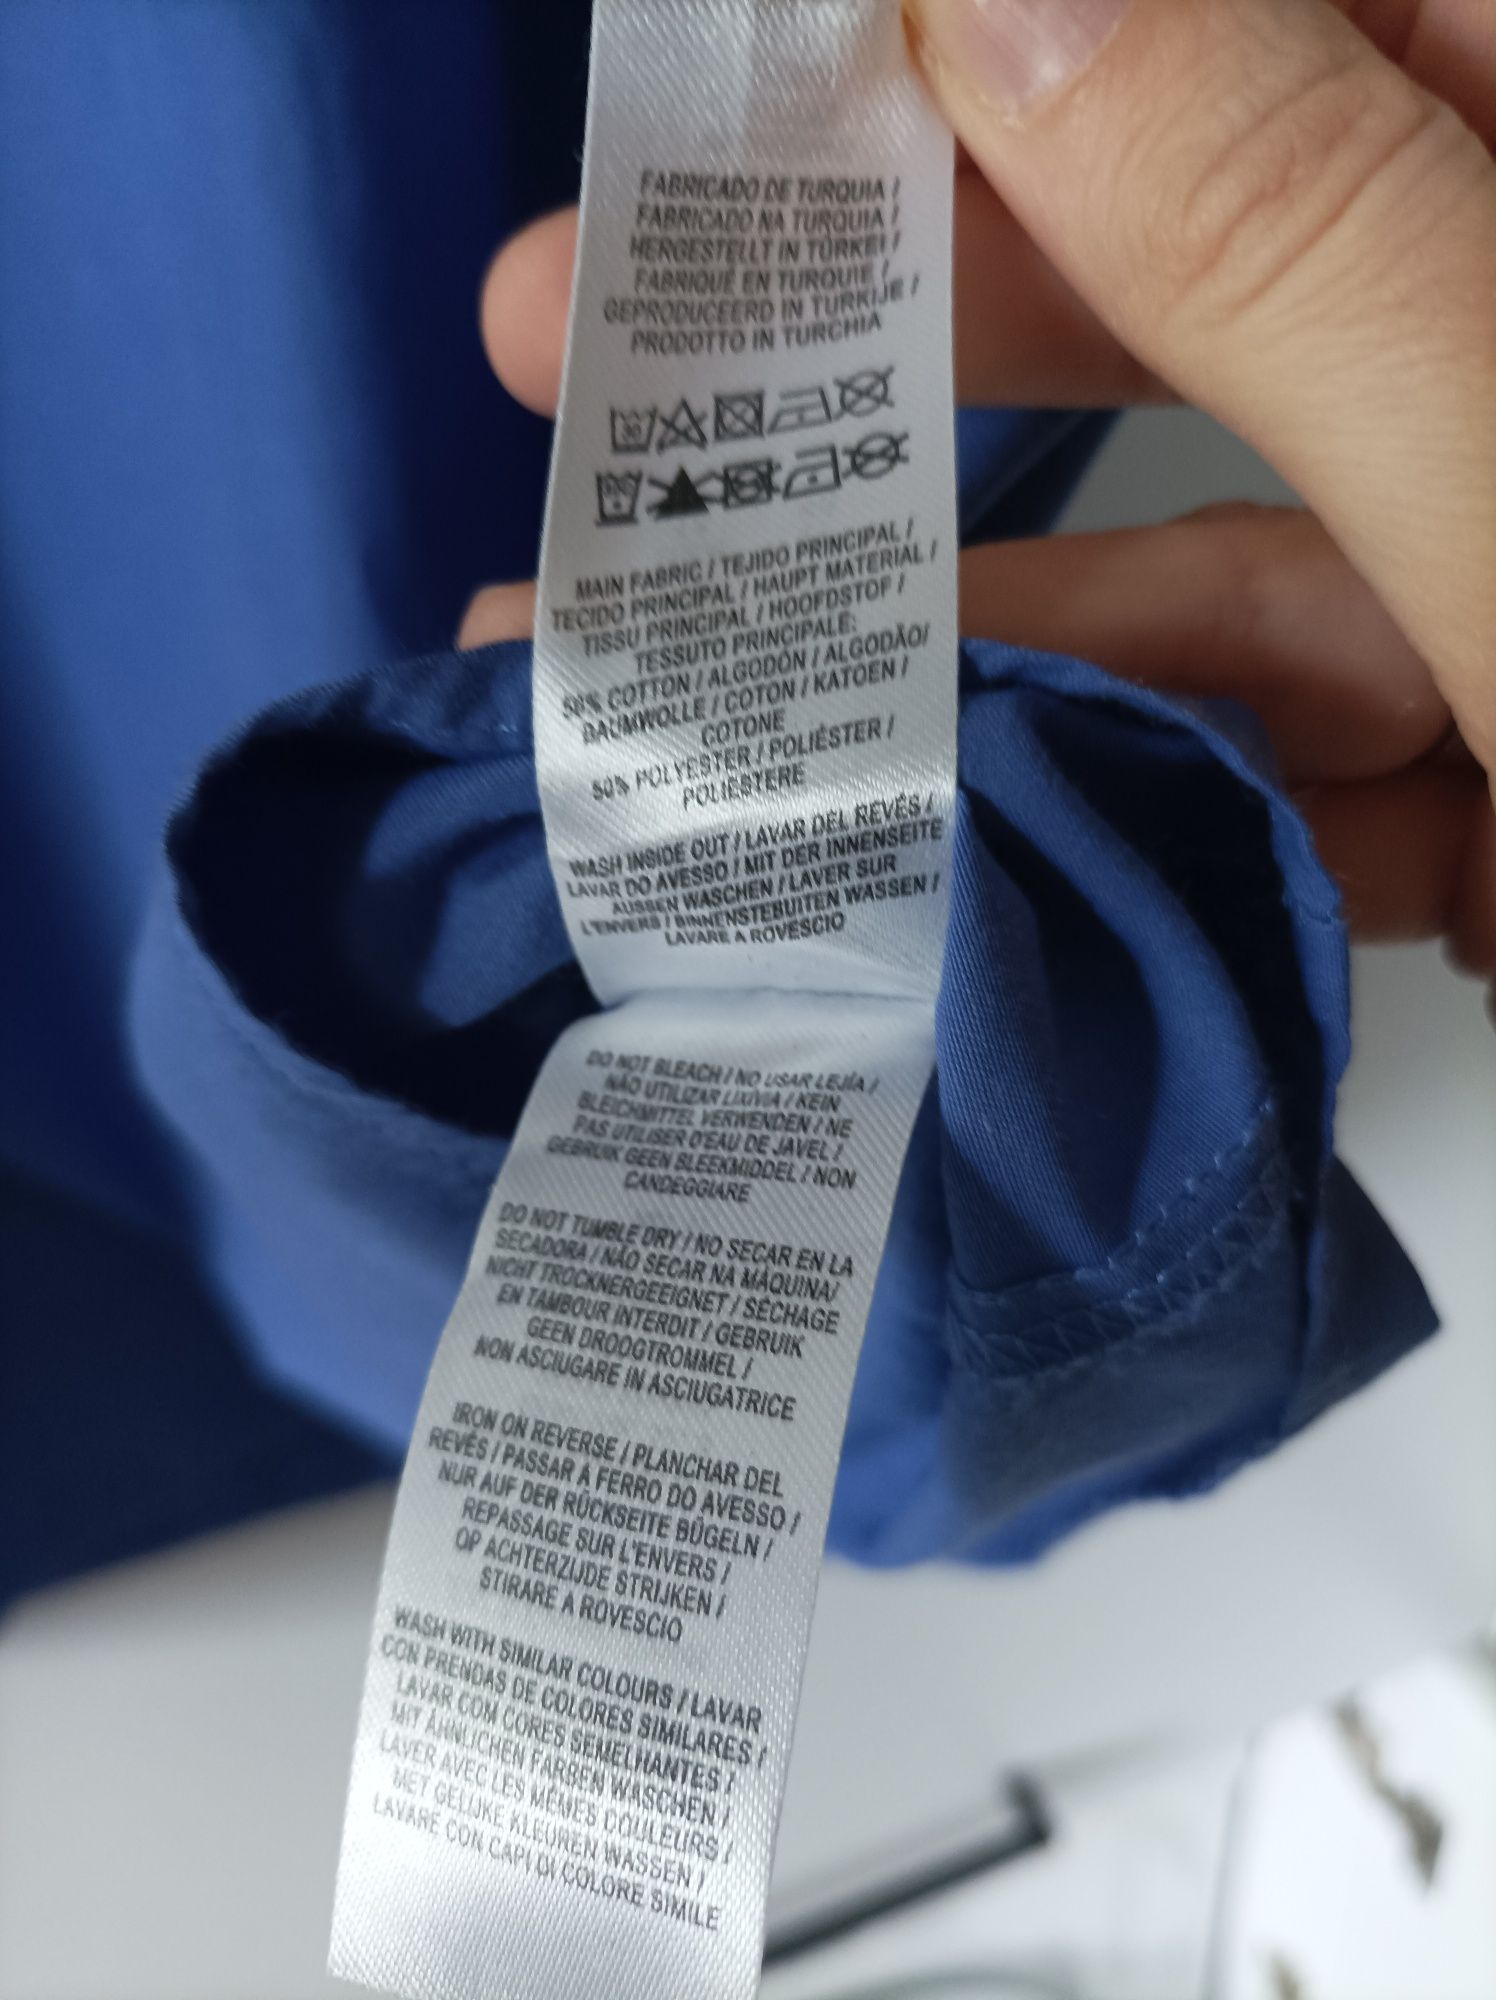 FABRICADO DE TURQUIA /
FABRICADO NA TURQUIA /
HERGESTELLT IN TÜRKEI /
FABRIQUÉ EN TURQUIE /
GEPRODUCEERD IN TURKIJE /
PRODOTTO IN TURCHIA
MAIN FABRIC / TEJIDO PRINCIPAL /
TECIDO PRINCIPAL / HAUPT MATERIAL /
TISSU PRINCIPAL / HOOFDSTOF /
TESSUTO PRINCIPALE:
COTTON / ALGODÓN / ALGODÃO/
BAUMWOLLE / COTON / KATOEN /
COTONE
50% POLYESTER / POLIÉSTER /
POLIESTERE
WASH INSIDE OUT / LAVAR DEL REVÉS /
LAVAR DO AVESSO / MIT DER INNENSEITE
AUSSEN WASCHEN / LAVER SUR
L'ENVERS / BINNENSTEBUITEN WASSEN /
LAVARE A ROVESCIO
DO NOT BLEACH / NO USAR LEJÍA /
NÃO UTILIZAR LIXIVIA / KEIN
BLEICHMITTEL VERWENDEN / NE
PAS UTILISER D'EAU DE JAVEL /
GEBRUIK GEEN BLEEKMIDDEL / NON
CANDEGGIARE
DO NOT TUMBLE DRY / NO SECAR EN LA
SECADORA / NÃO SECAR NA MÁQUINA/
NICHT TROCKNERGEEIGNET / SÉCHAGE
EN TAMBOUR INTERDIT / GEBRUIK
GEEN DROOGTROMMEL /
NON ASCIUGARE IN ASCIUGATRICE
IRON ON REVERSE / PLANCHAR DEL
REVÉS / PASSAR A FERRO DO AVESSO /
NUR AUF DER RÜCKSEITE BÜGELN /
REPASSAGE SUR L'ENVERS /
OP ACHTERZIJDE STRIJKEN /
STIRARE A ROVESCIO
WASH WITH SIMILAR COLOURS / LAVAR
CON PRENDAS DE COLORES SIMILARES /
LAVAR COM CORES SEMELHANTES /
MIT ÄHNLICHEN FARBEN WASCHEN /
LAVER AVEC LES MÊMES COULEURS /
MET GELIJKE KLEUREN WASSEN /
LAVARE CON CAPI DI COLORE SIMILE